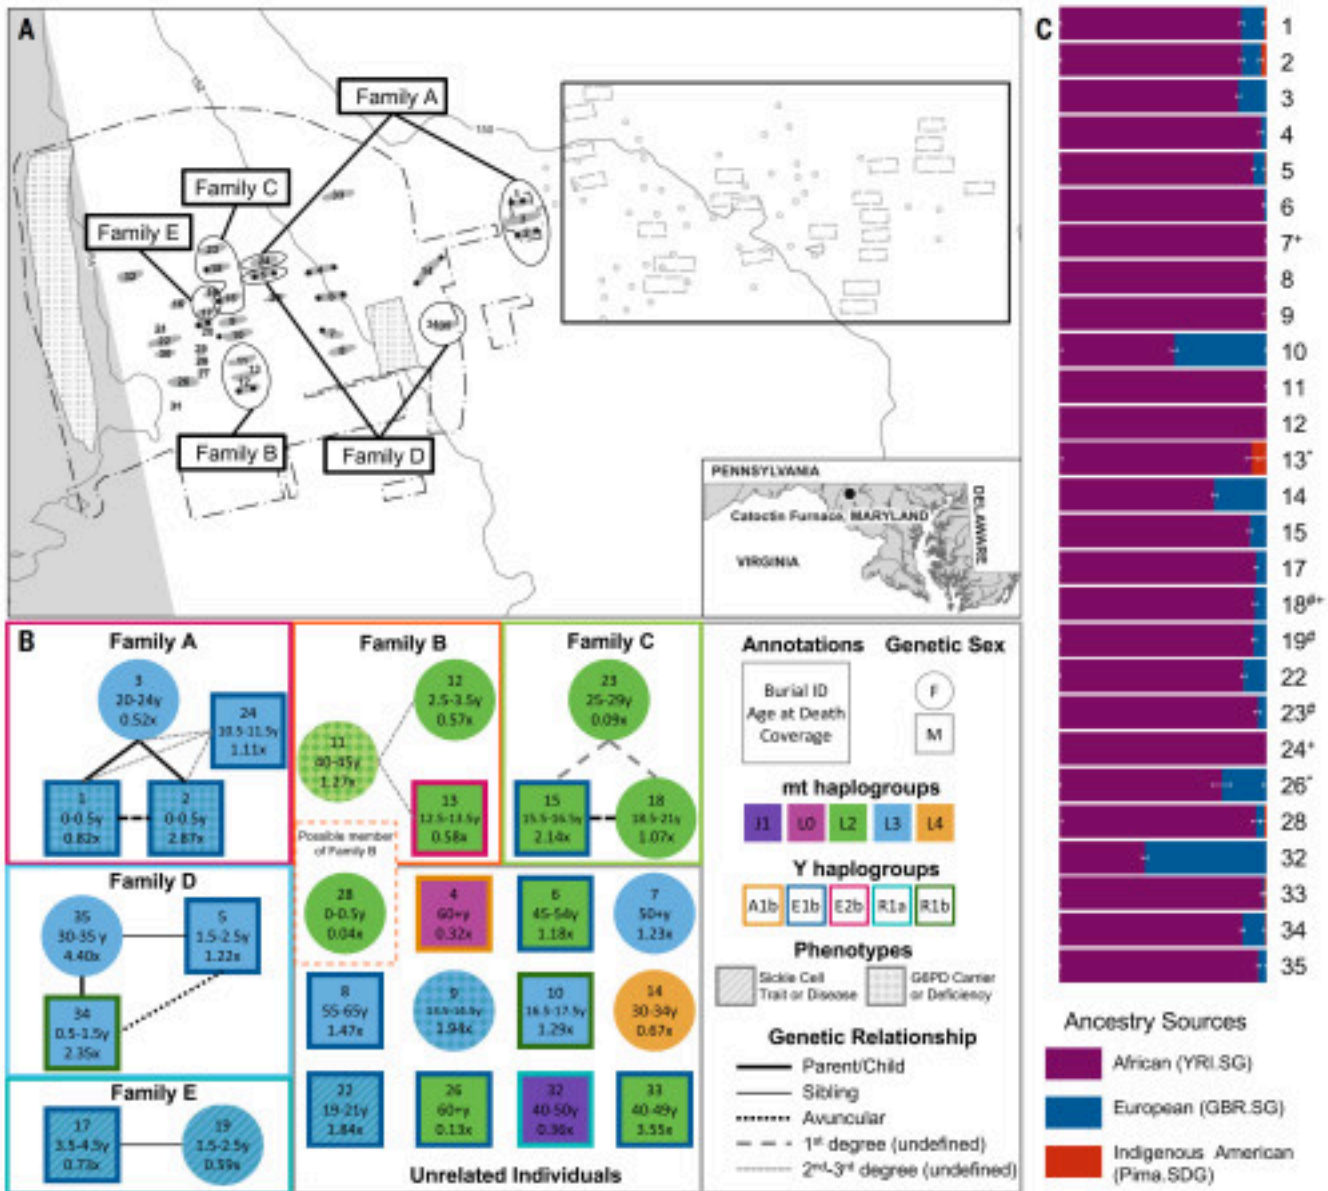 A
Family A
Family C
Family E
Family B
Family D
150
PENNSYLVANIA
Catoctin Furnace, MARYLAND
DELAWARE
VIRGINIA
B
Family A
3
20-24y
0.52x
24
10.5-11.5y
1.11x
1
0-0.5y
0.82x
2
0-0.5y
2.87x
Family B
12
2.5-3.5y
0.57x
11
40-45y
1.27x
13
12.5-13.5y
0.58x
Possible member
of Family B
28
0-0.5y
0.04x
Family C
23
25-29y
0.09x
15
15.5-16.5y
2.14x
18
18.5-21y
1.07x
Family D
35
30-35 y
4.40x
5
1.5-2.5y
1.22x
34
0.5-1.5y
2.35x
Family E
17
3.5-4.5y
0.73x
19
1.5-2.5y
0.59x
4
60+y
0.32x
6
45-54y
1.18x
7
50+y
1.23x
8
55-65y
1.47x
9
1.94x
10
16.5-17.5y
1.29x
14
30-34y
0.67x
22
19-21y
1.84x
26
60+y
0.13x
32
40-50y
0.36x
33
40-49y
3.55x
Unrelated Individuals
Annotations
Burial ID
Age at Death
Coverage
Genetic Sex
F
M
mt haplogroups
J1 L0 L2 L3 L4
Y haplogroups
A1b E1b E2b R1a R1b
Phenotypes
Sickle Cell
Trait or Disease
G6PD Carrier
or Deficiency
Genetic Relationship
Parent/Child
Sibling
Avuncular
1st degree (undefined)
2nd-3rd degree (undefined)
C
1
2
3
4
5
6
7+
8
9
10
11
12
13*
14
15
17
18ø+
19ø
22
23ø
24+
26*
28
32
33
34
35
Ancestry Sources
African (YRI.SG)
European (GBR.SG)
Indigenous American
(Pima.SDG)